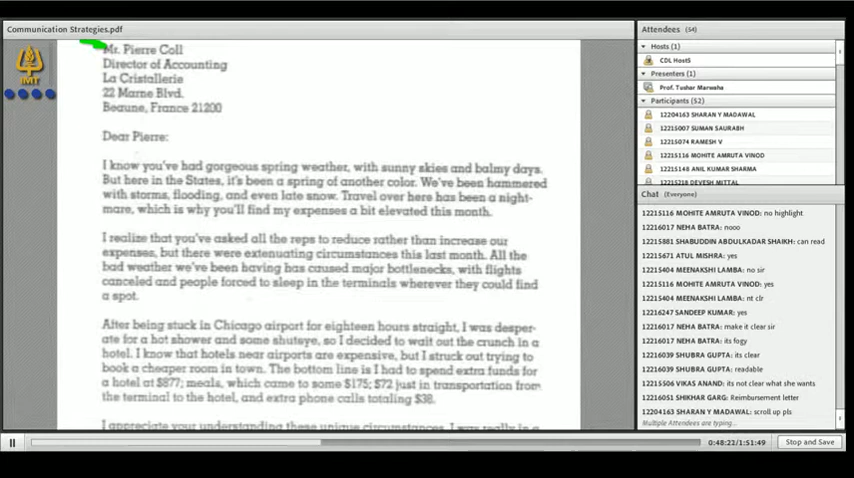 Communication Strategies.pdf
IMT
Mr. Pierre Coll
Director of Accounting
La Cristallerie
22 Marne Blvd.
Beaune, France 21200
Dear Pierre:
I know you've had gorgeous spring weather, with sunny skies and balmy days.
But here in the States, it's been a spring of another color. We've been hammered
with storms, flooding, and even late snow. Travel over here has been a night-
mare, which is why you'll find my expenses a bit elevated this month.
I realize that you've asked all the reps to reduce rather than increase our
expenses, but there were extenuating circumstances this last month. All the
bad weather we've been having has caused major bottlenecks, with flights
canceled and people forced to sleep in the terminals wherever they could find
a spot.
After being stuck in Chicago airport for eighteen hours straight, I was desper-
ate for a hot shower and some shuteye, so I decided to wait out the crunch in a
hotel. I know that hotels near airports are expensive, but I struck out trying to
book a cheaper room in town. The bottom line is I had to spend extra funds for
a hotel at $877; meals, which came to some $175; $72 just in transportation from
the terminal to the hotel, and extra phone calls totaling $38.
I appreciate your understanding these unique circumstances. I was really in a
Attendees (54)
Hosts (1)
CDL Host5
Presenters (1)
Prof. Tushar Marwaha
Participants (52)
12204163 SHARAN Y MADAWAL
12215007 SUMAN SAURABH
12215074 RAMESH V
12215116 MOHITE AMRUTA VINOD
12215148 ANIL KUMAR SHARMA
12215218 DEVESH MITTAL
Chat (Everyone)
12215116 MOHITE AMRUTA VINOD: no highlight
12216017 NEHA BATRA: nooo
12215881 SHABUDDIN ABDULKADAR SHAIKH: can read
12215671 ATUL MISHRA: yes
12215404 MEENAKSHI LAMBA: no sir
12215116 MOHITE AMRUTA VINOD: yes
12215404 MEENAKSHI LAMBA: nt clr
12216247 SANDEEP KUMAR: yes
12216017 NEHA BATRA: make it clear sir
12216017 NEHA BATRA: its fogy
12216039 SHUBRA GUPTA: its clear
12216039 SHUBRA GUPTA: readable
12215506 VIKAS ANAND: its not clear what she wants
12216051 SHIKHAR GARG: Reimbursement letter
12204163 SHARAN Y MADAWAL: scroll up pls
Multiple Attendees are typing...
0:48:22/1:51:49
Stop and Save